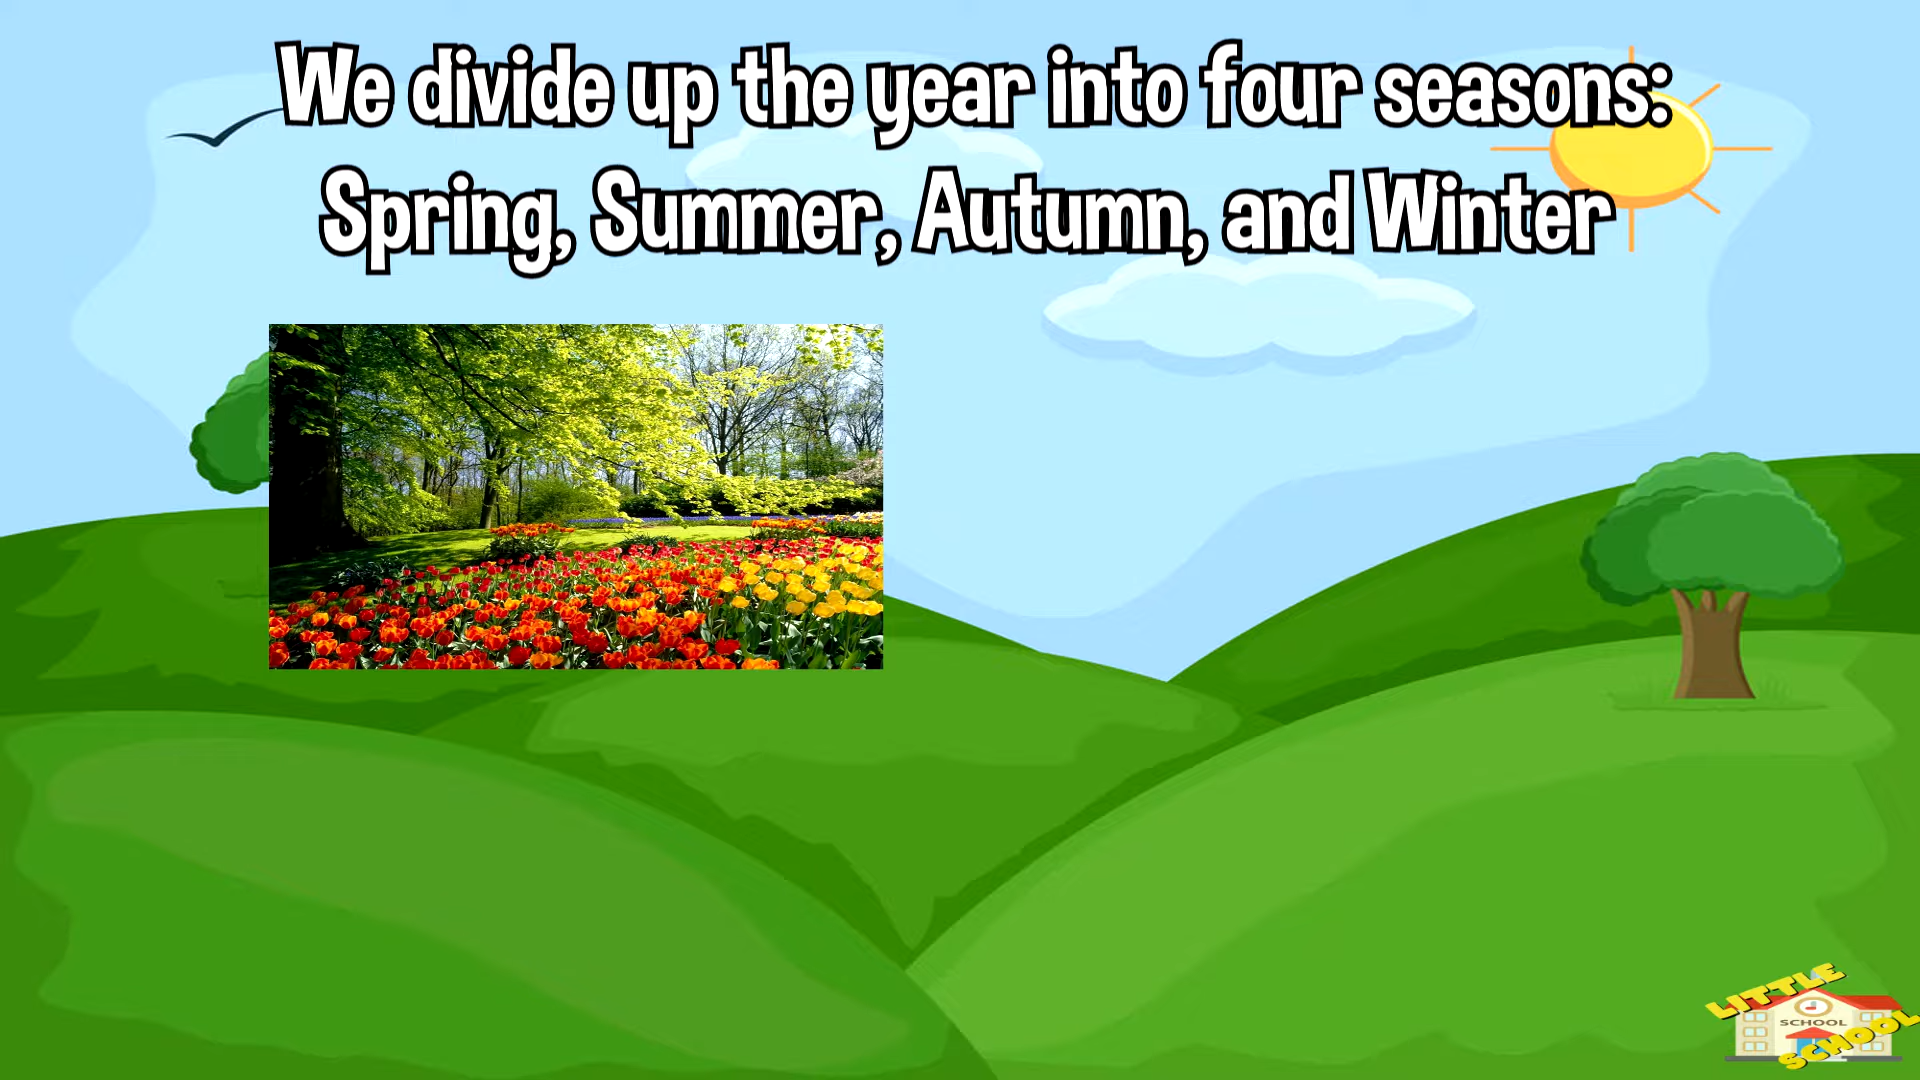 We divide up the year into four seasons:
Spring, Summer, Autumn, and Winter
LITTLE
SCHOOL
SCHOOL